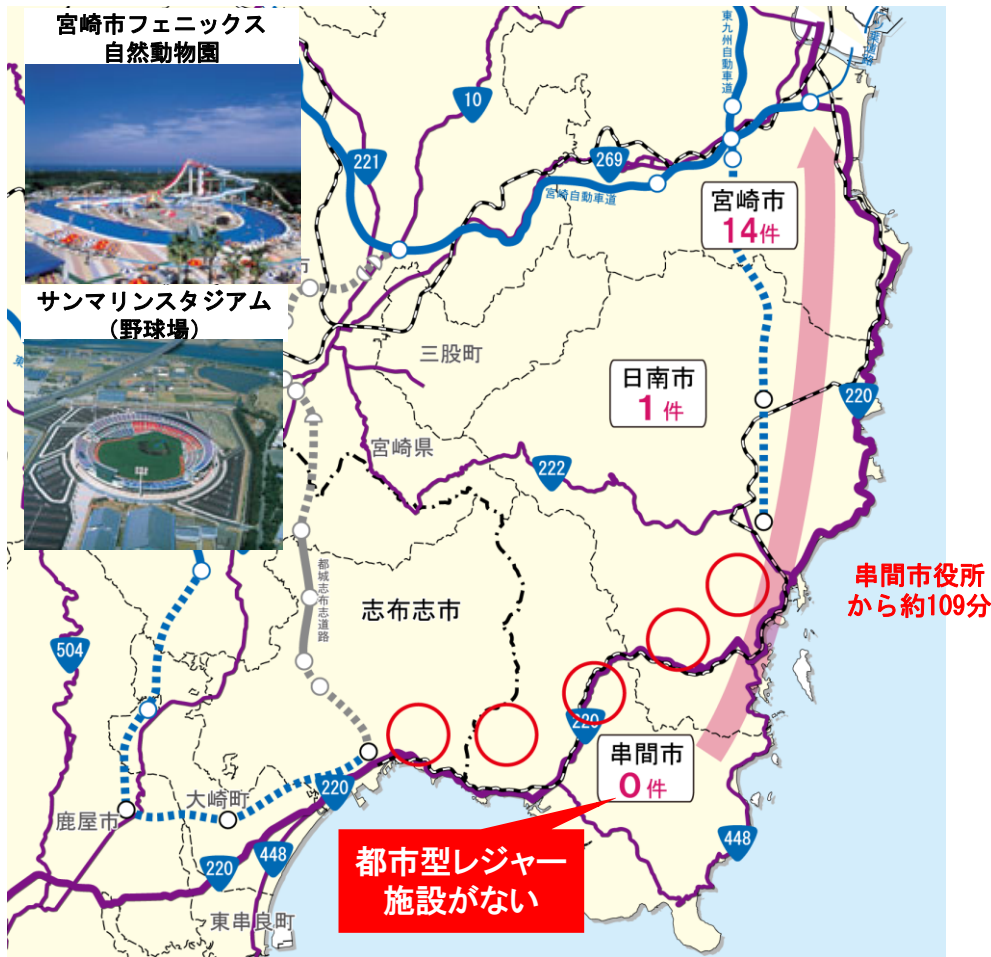 宮崎市フェニックス
自然動物園
サンマリンスタジアム
（野球場）
東九州自動車道
10
221
269
宮崎自動車道
宮崎市
14件
三股町
日南市
1件
220
宮崎県
222
串間市役所
から約109分
都城志布志道路
志布志市
504
220
串間市
0件
大崎町
220
鹿屋市
448
220
448
都市型レジャー
施設がない
東串良町